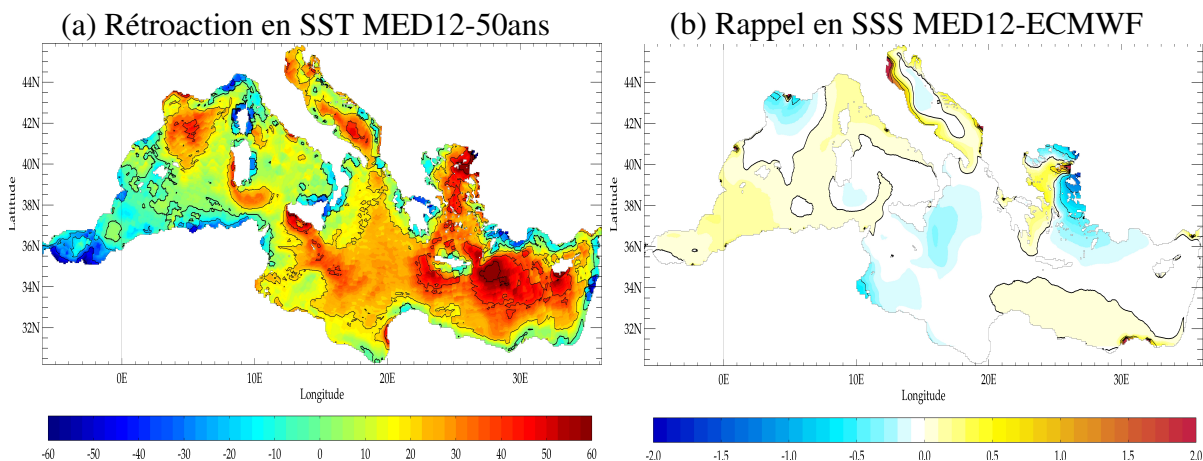 (a) Rétroaction en SST MED12-50ans
44N
42N
40N
38N
36N
34N
32N
Latitude
0E 10E 20E 30E
Longitude
-60 -50 -40 -30 -20 -10 0 10 20 30 40 50 60
(b) Rappel en SSS MED12-ECMWF
44N
42N
40N
38N
36N
34N
32N
Latitude
0E 10E 20E 30E
Longitude
-2.0 -1.5 -1.0 -0.5 0.0 0.5 1.0 1.5 2.0